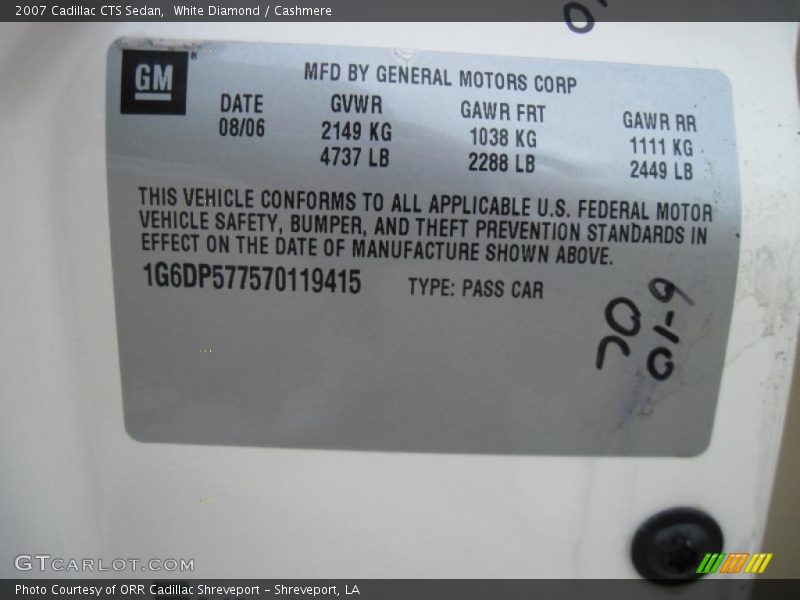 2007 Cadillac CTS Sedan, White Diamond / Cashmere
GM
MFD BY GENERAL MOTORS CORP
DATE GVWR GAWR FRT GAWR RR
08/06 2149 KG 1038 KG 1111 KG
4737 LB 2288 LB 2449 LB
THIS VEHICLE CONFORMS TO ALL APPLICABLE U.S. FEDERAL MOTOR
VEHICLE SAFETY, BUMPER, AND THEFT PREVENTION STANDARDS IN
EFFECT ON THE DATE OF MANUFACTURE SHOWN ABOVE.
1G6DP577570119415 TYPE: PASS CAR
01-9
GTCARLOT.COM
Photo Courtesy of ORR Cadillac Shreveport - Shreveport, LA